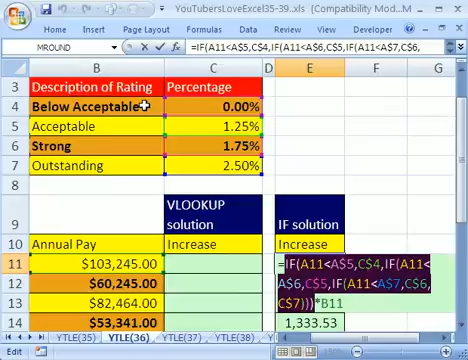 YouTubersLoveExcel35-39.xls [Compatibility Mod...
Home Insert Page Layout Formulas Data Review View
MROUND =IF(A11<A$5,C$4,IF(A11<A$6,C$5,IF(A11<A$7,C$6,
B C D E F G
3 Description of Rating Percentage
4 Below Acceptable 0.00%
5 Acceptable 1.25%
6 Strong 1.75%
7 Outstanding 2.50%
8
VLOOKUP
9 solution IF solution
10 Annual Pay Increase Increase
11 $103,245.00 =IF(A11<A$5,C$4,IF(A11<
12 $60,245.00 A$6,C$5,IF(A11<A$7,C$6,
13 $82,464.00 C$7)))*B11
14 $53,341.00 1,333.53
YTLE(35) YTLE(36) YTLE(37) YTLE(38)
Edit